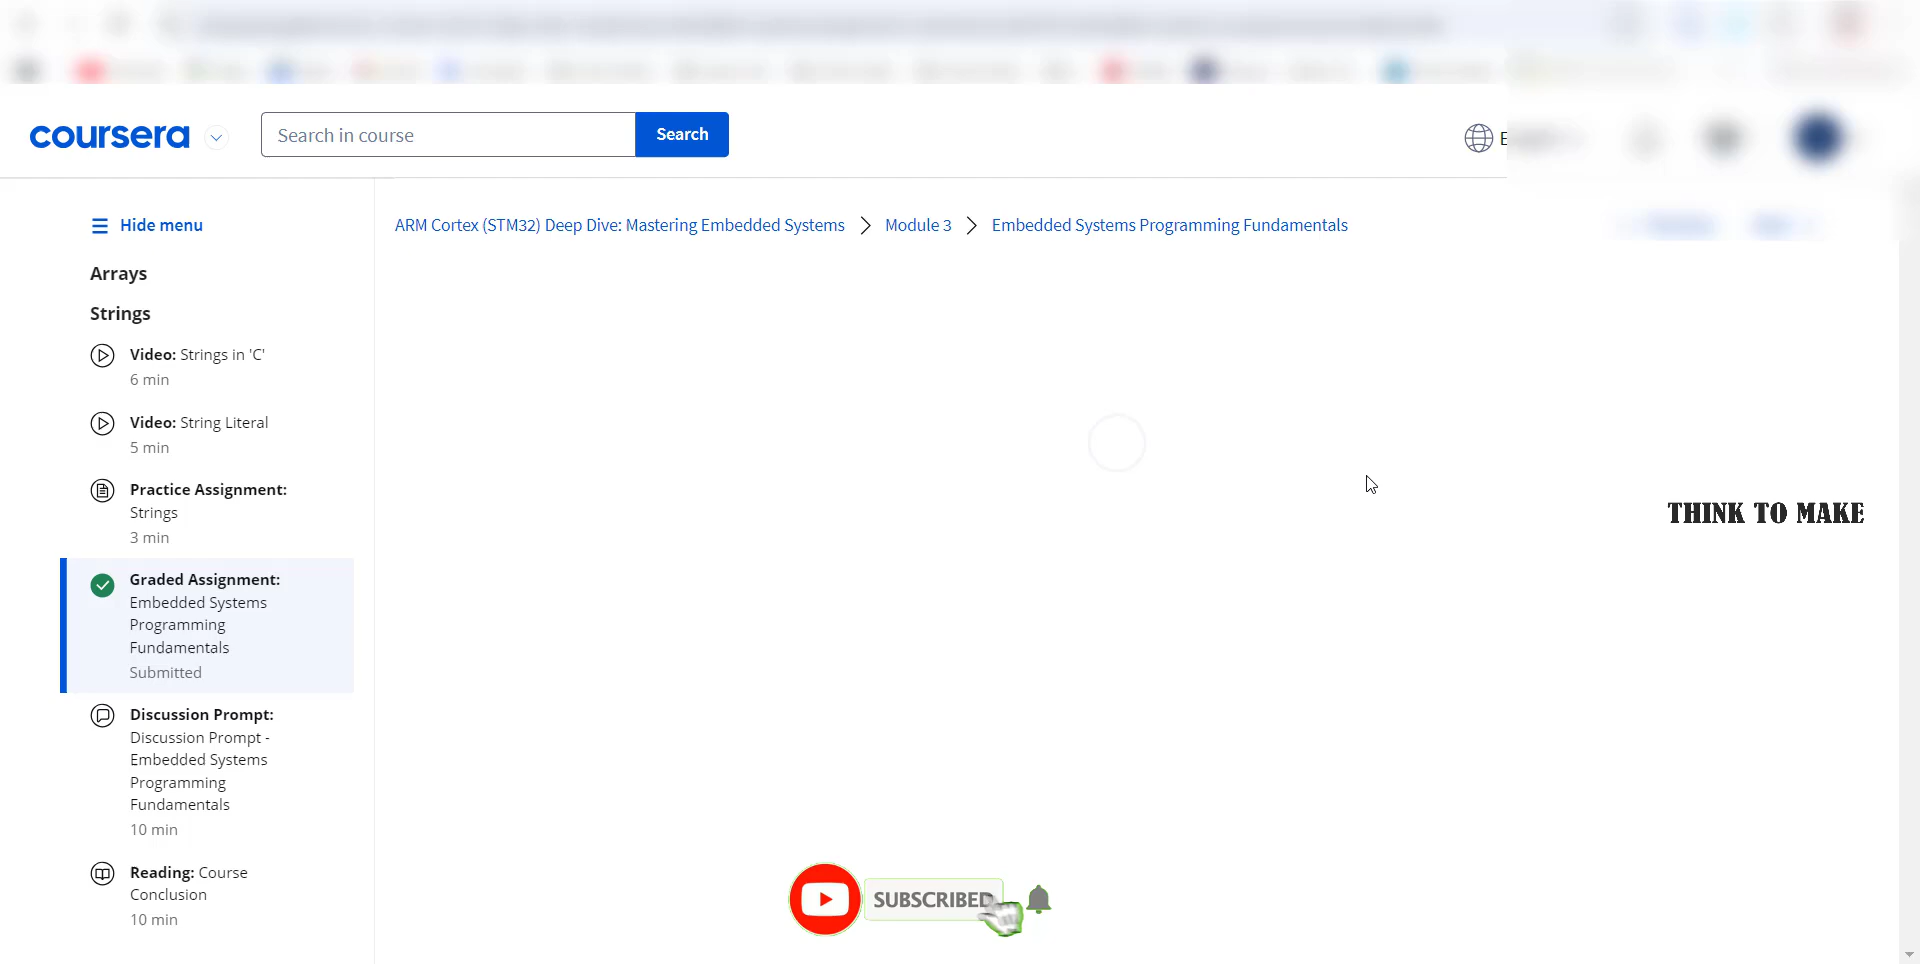 coursera
Search in course
Search
Hide menu
ARM Cortex (STM32) Deep Dive: Mastering Embedded Systems
Module 3
Embedded Systems Programming Fundamentals
Arrays
Strings
Video: Strings in 'C'
6 min
Video: String Literal
5 min
Practice Assignment:
Strings
3 min
Graded Assignment:
Embedded Systems
Programming
Fundamentals
Submitted
Discussion Prompt:
Discussion Prompt -
Embedded Systems
Programming
Fundamentals
10 min
Reading: Course
Conclusion
10 min
THINK TO MAKE
SUBSCRIBED